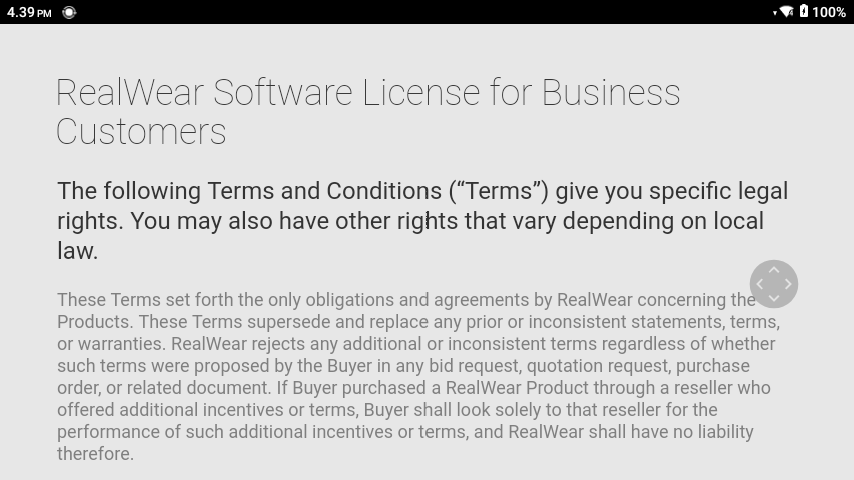 4.39 PM
100%
RealWear Software License for Business
Customers
The following Terms and Conditions (“Terms”) give you specific legal
rights. You may also have other rights that vary depending on local
law.
These Terms set forth the only obligations and agreements by RealWear concerning the
Products. These Terms supersede and replace any prior or inconsistent statements, terms,
or warranties. RealWear rejects any additional or inconsistent terms regardless of whether
such terms were proposed by the Buyer in any bid request, quotation request, purchase
order, or related document. If Buyer purchased a RealWear Product through a reseller who
offered additional incentives or terms, Buyer shall look solely to that reseller for the
performance of such additional incentives or terms, and RealWear shall have no liability
therefore.